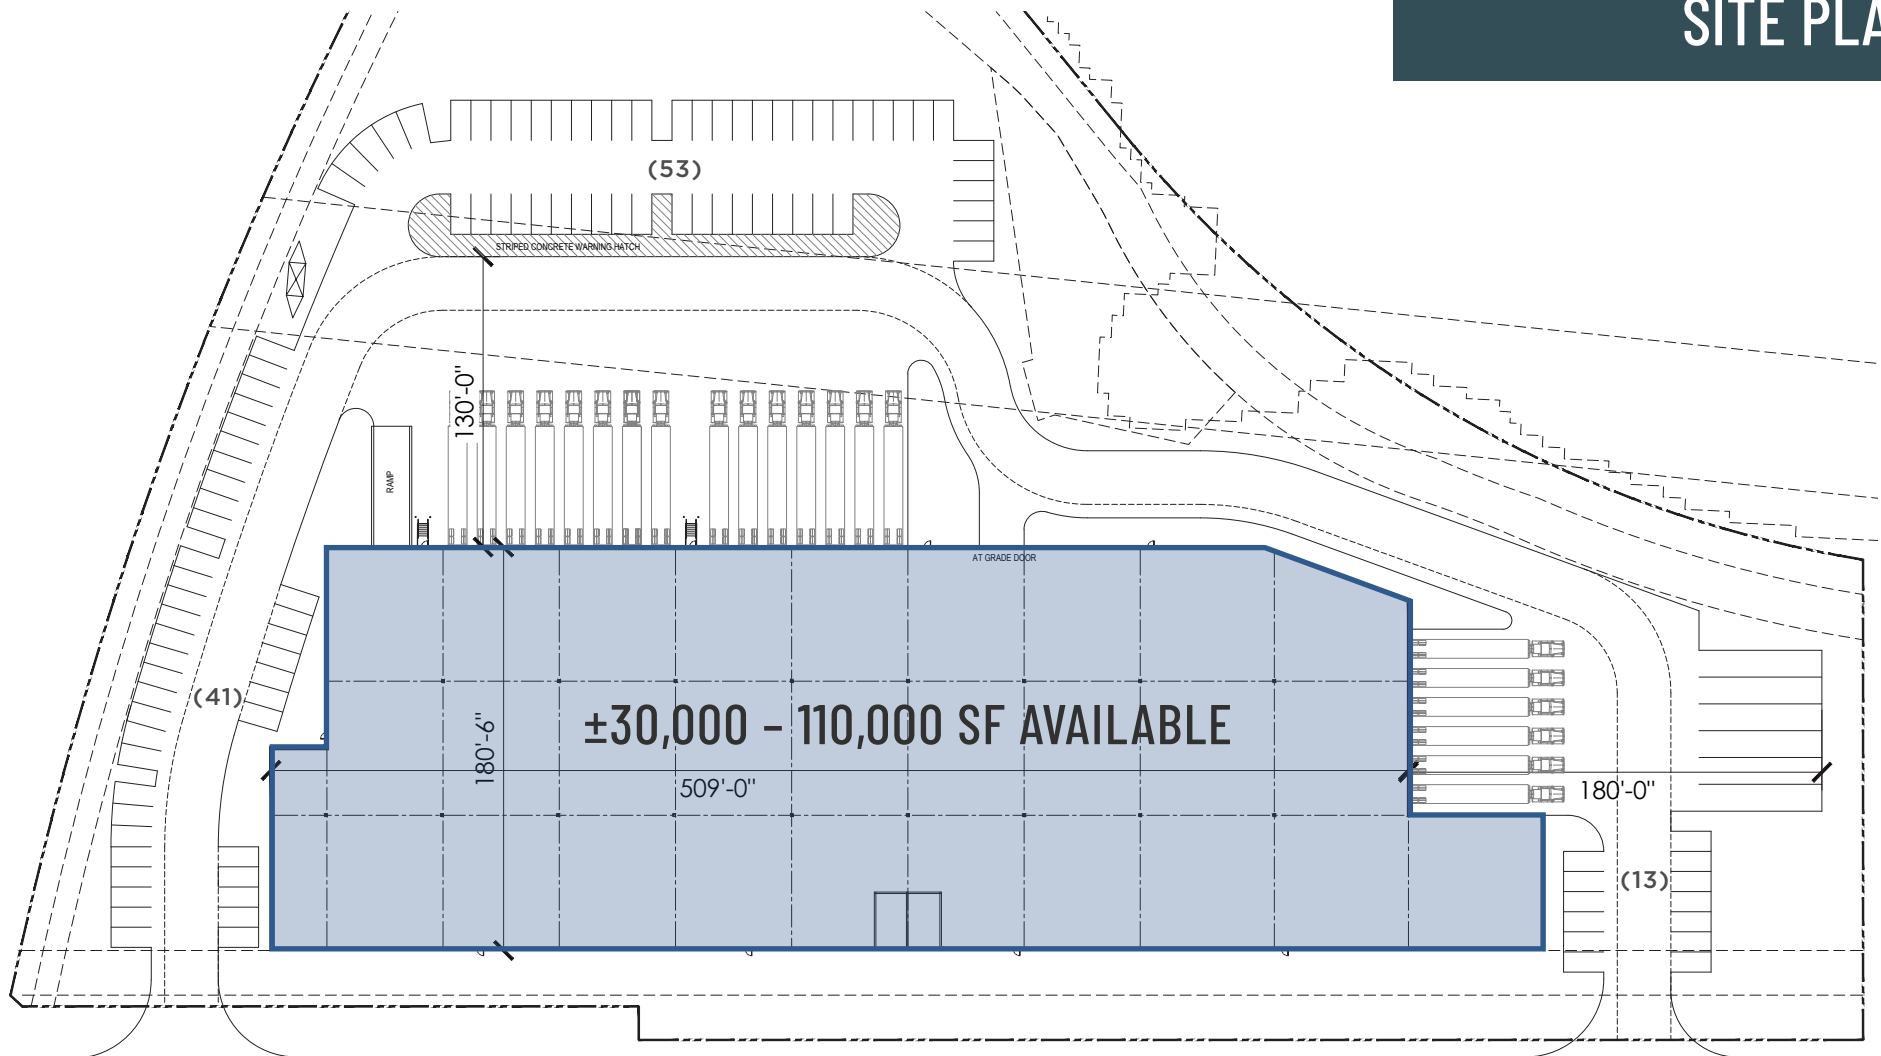 SITE PLA
(53)
STRIPED CONCRETE WARNING HATCH
130'-0"
RAMP
AT GRADE DOOR
(41)
±30,000 – 110,000 SF AVAILABLE
180'-6"
509'-0"
180'-0"
(13)